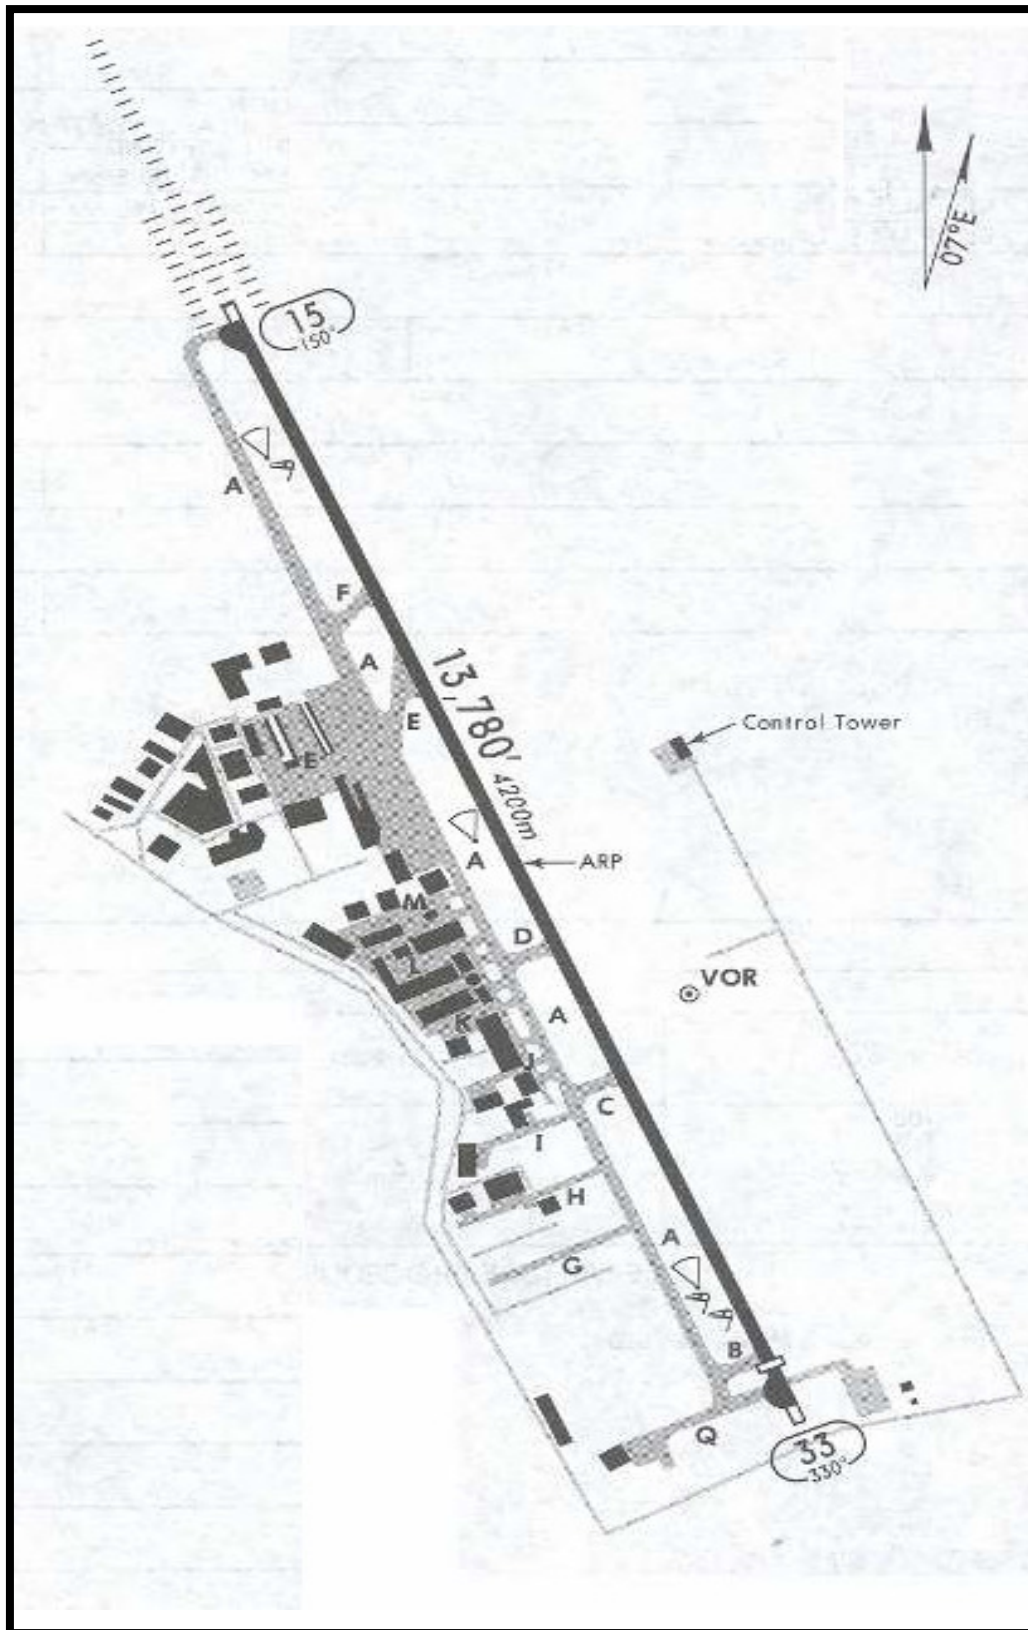 07°E
15
150°
A
F
A
13,780' 4200m
E
Control Tower
E
A
ARP
M
D
L
VOR
A
K
J
C
I
H
A
G
B
Q
33
330°